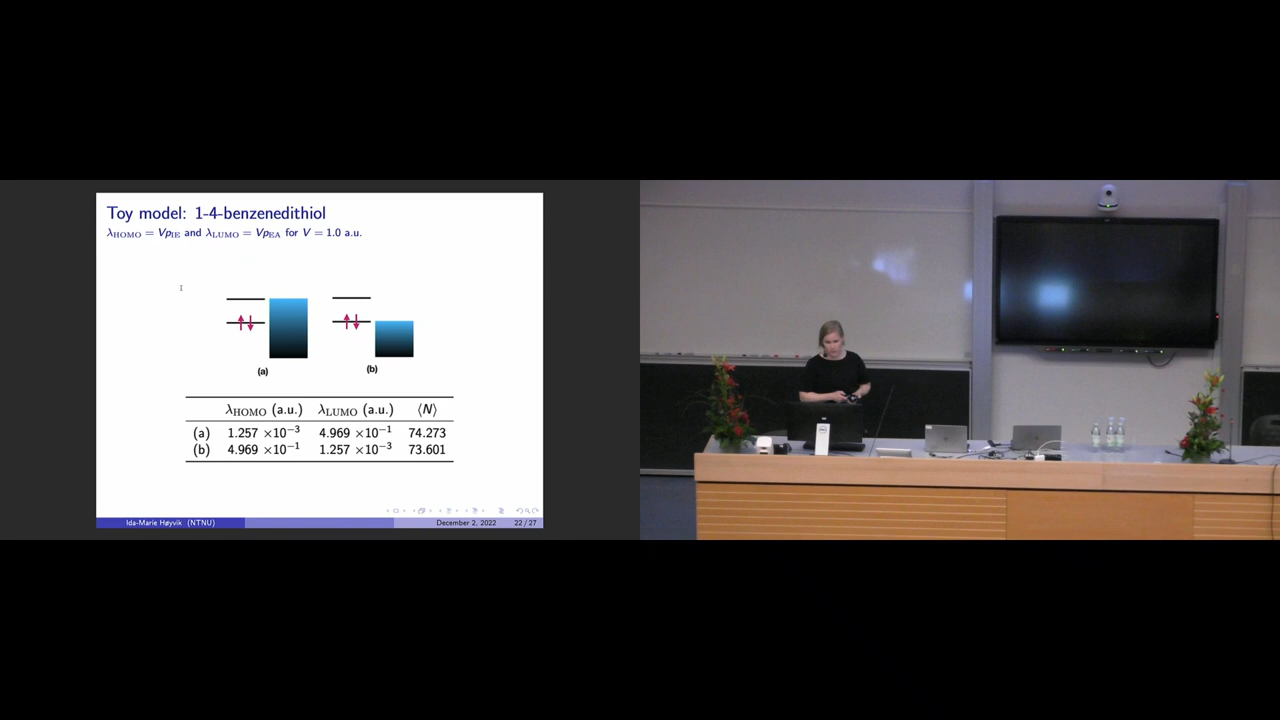 Toy model: 1-4-benzenedithiol
λHOMO = VpIE and λLUMO = VpEA for V = 1.0 a.u.
(a) (b)
λHOMO (a.u.) λLUMO (a.u.) ⟨N⟩
(a) 1.257 ×10−3 4.969 ×10−1 74.273
(b) 4.969 ×10−1 1.257 ×10−3 73.601
Ida-Marie Høyvik (NTNU) December 2, 2022 22 / 27